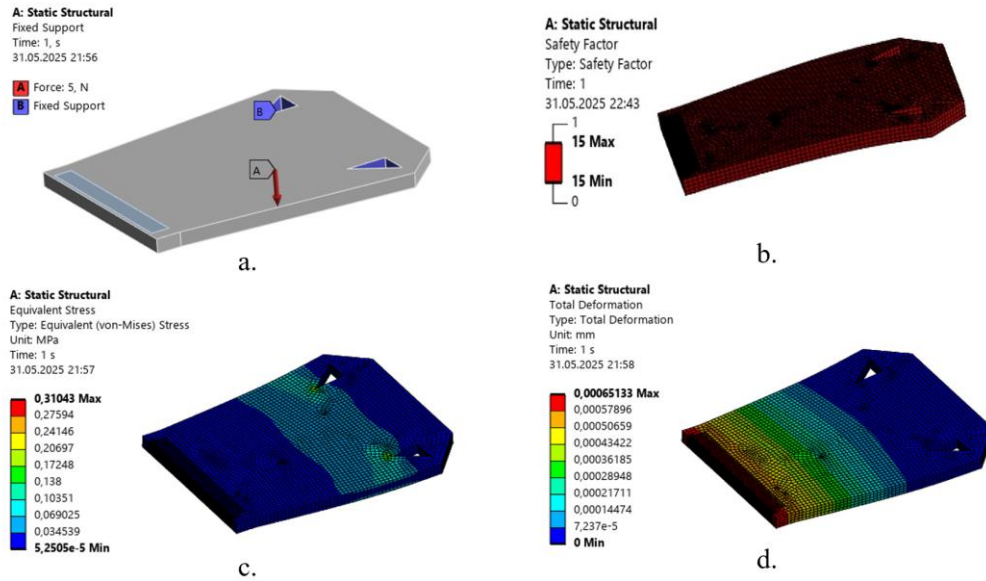 A: Static Structural
Fixed Support
Time: 1, s
31.05.2025 21:56
A Force: 5, N
B Fixed Support
B
A
a.
A: Static Structural
Safety Factor
Type: Safety Factor
Time: 1
31.05.2025 22:43
1
15 Max
15 Min
0
b.
A: Static Structural
Equivalent Stress
Type: Equivalent (von-Mises) Stress
Unit: MPa
Time: 1 s
31.05.2025 21:57
0,31043 Max
0,27594
0,24146
0,20697
0,17248
0,138
0,10351
0,069025
0,034539
5,2505e-5 Min
c.
A: Static Structural
Total Deformation
Type: Total Deformation
Unit: mm
Time: 1 s
31.05.2025 21:58
0,00065133 Max
0,00057896
0,00050659
0,00043422
0,00036185
0,00028948
0,00021711
0,00014474
7,237e-5
0 Min
d.